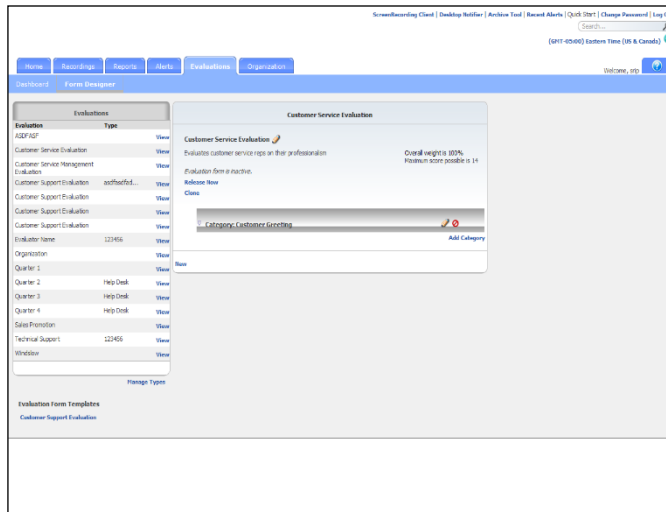 ScreenRecording Client | Desktop Notifier | Archive Tool | Recent Alerts | Quick Start | Change Password | Log
Search...
(GMT-05:00) Eastern Time (US & Canada)
Home Recordings Reports Alerts Evaluations Organization
Welcome, srip
Dashboard Form Designer
Evaluations
Evaluation Type
ASDFASF View
Customer Service Evaluation View
Customer Service Management Evaluation View
Customer Support Evaluation asdfasdfad... View
Customer Support Evaluation View
Customer Support Evaluation View
Customer Support Evaluation View
Evaluator Name 123456 View
Organization View
Quarter 1 View
Quarter 2 Help Desk View
Quarter 3 Help Desk View
Quarter 4 Help Desk View
Sales Promotion View
Technical Support 123456 View
Windslow View
Manage Types
Evaluation Form Templates
Customer Support Evaluation
Customer Service Evaluation
Customer Service Evaluation
Evaluates customer service reps on their professionalism
Overall weight is 100%
Maximum score possible is 14
Evaluation form is inactive.
Release Now
Clone
Category: Customer Greeting
Add Category
New